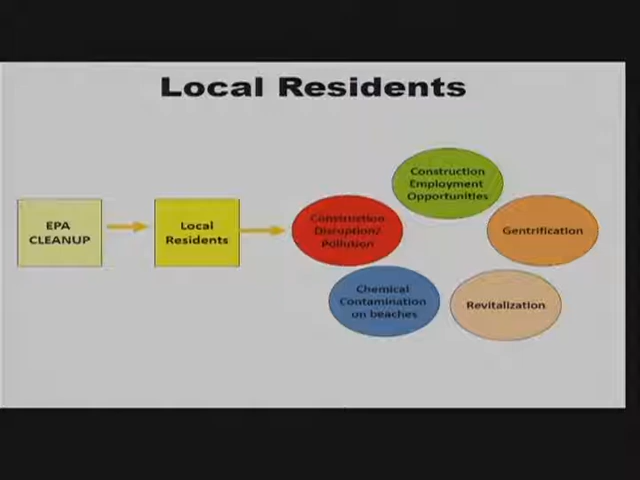 Local Residents
EPA
CLEANUP
Local
Residents
Construction
Disruption/
Pollution
Construction
Employment
Opportunities
Gentrification
Chemical
Contamination
on beaches
Revitalization